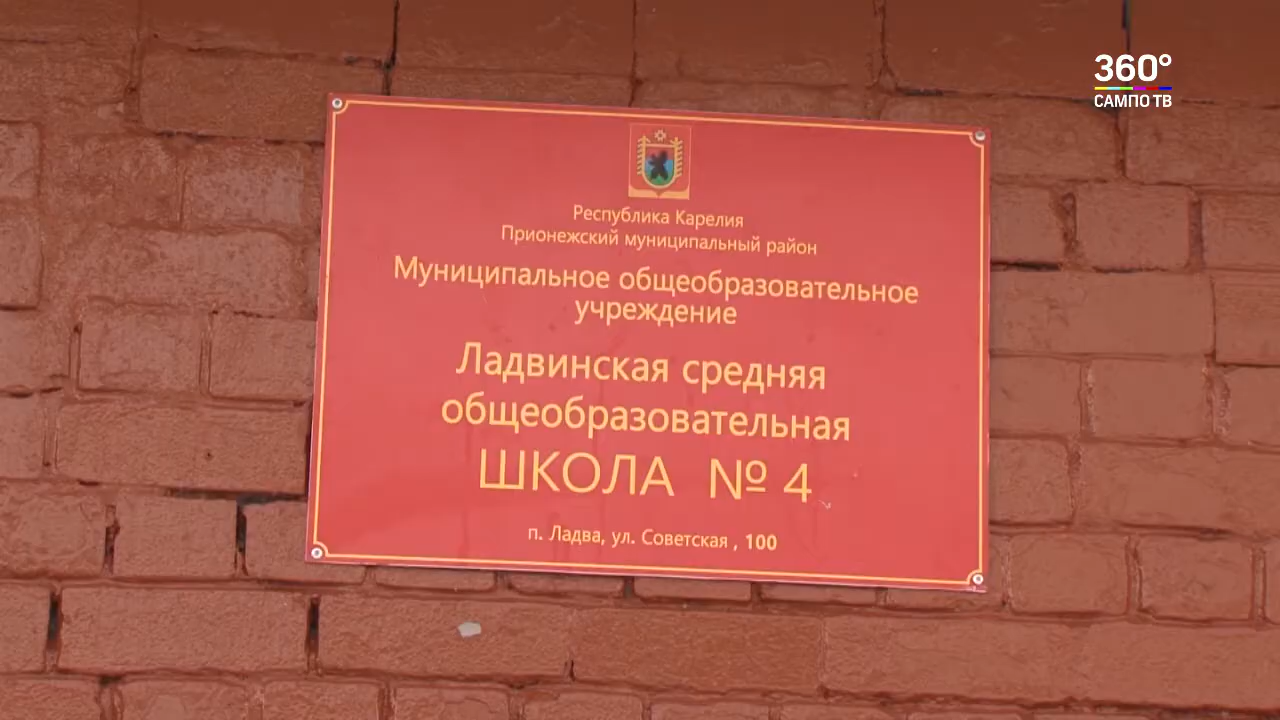 360°
САМПО ТВ
Республика Карелия
Прионежский муниципальный район
Муниципальное общеобразовательное
учреждение
Ладвинская средняя
общеобразовательная
ШКОЛА № 4
п. Ладва, ул. Советская , 100